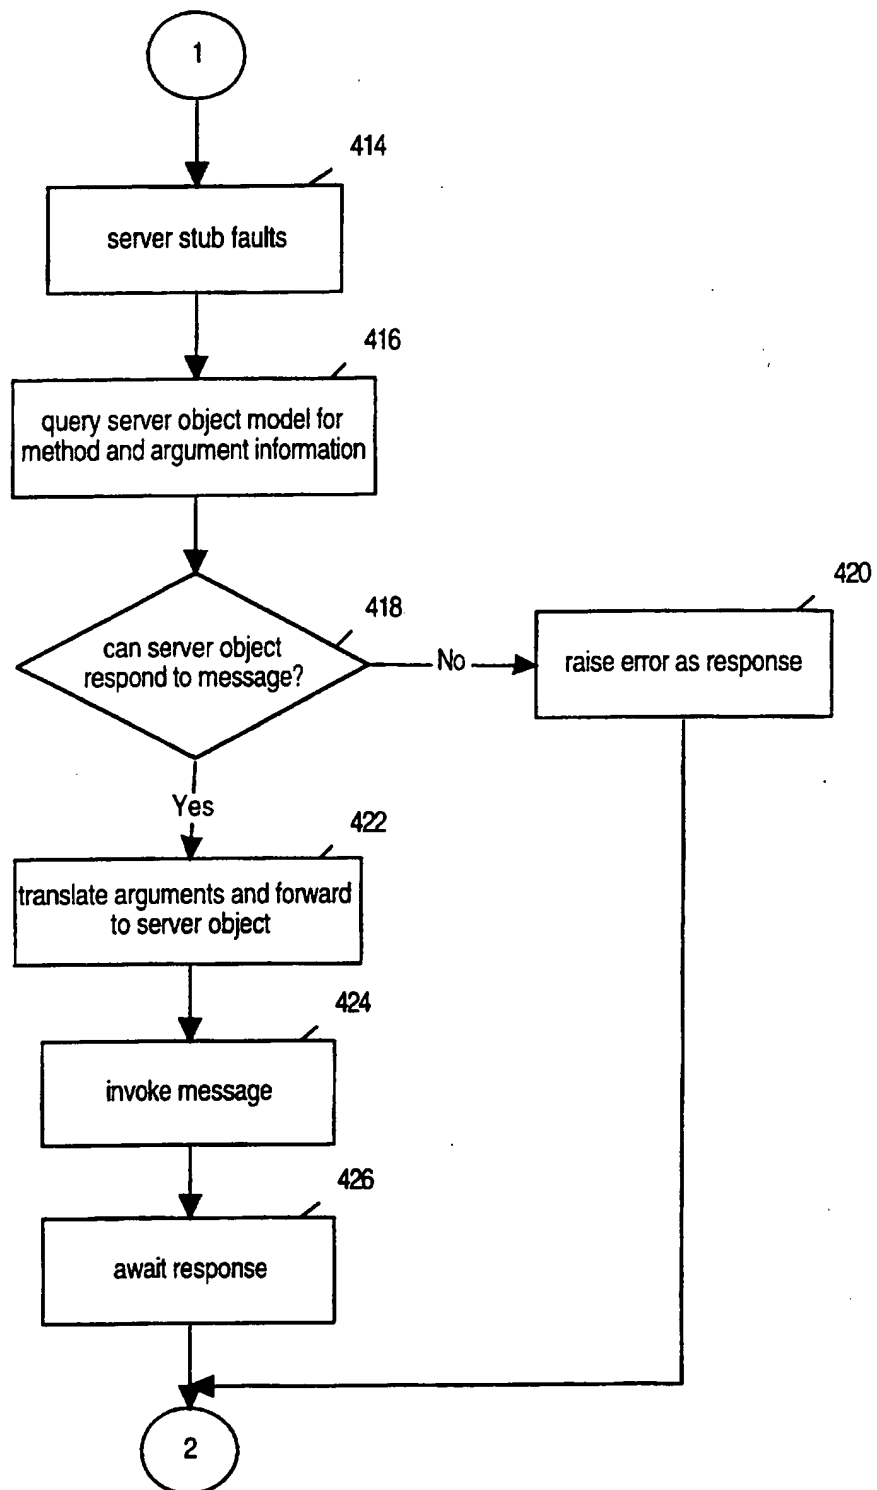 1
414
server stub faults
416
query server object model for
method and argument information
418
can server object
respond to message?
No
420
raise error as response
Yes
422
translate arguments and forward
to server object
424
invoke message
426
await response
2